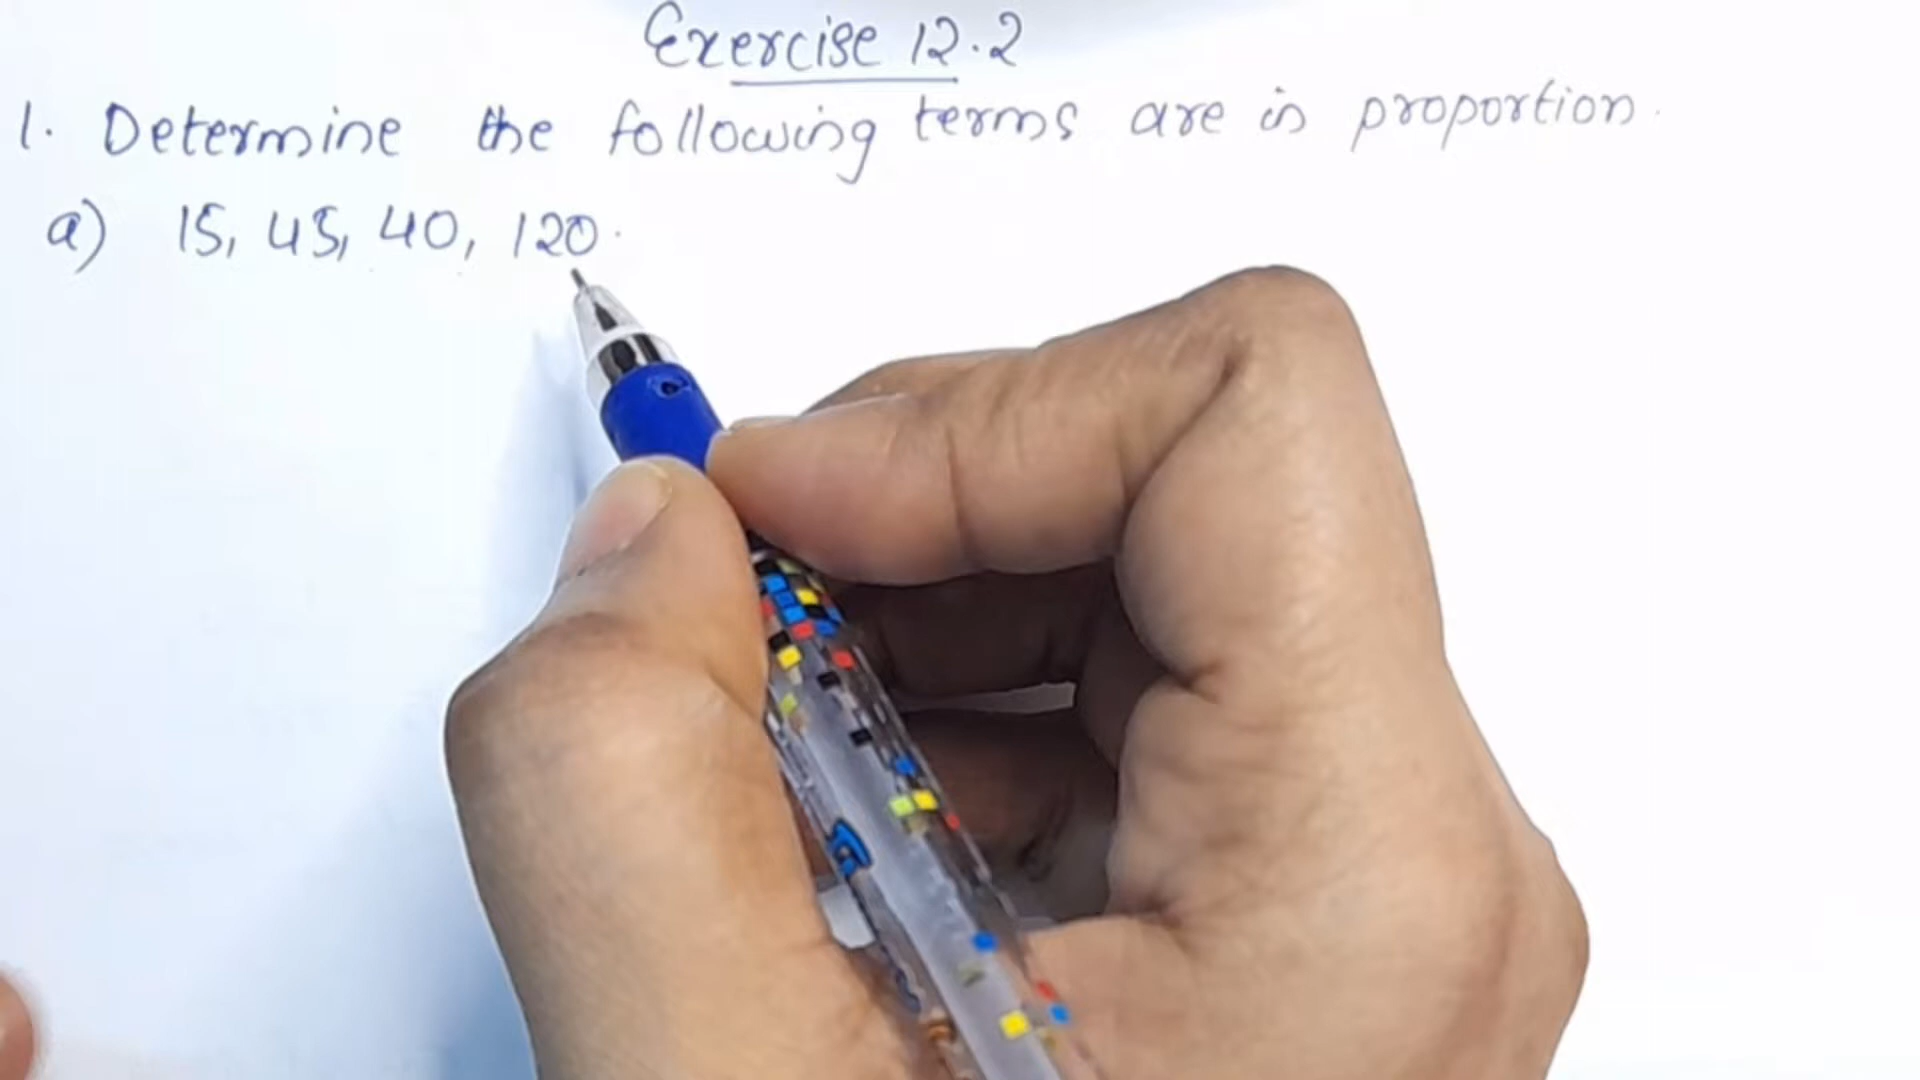 Exercise 12.2
1. Determine the following terms are in proportion.
a) 15, 45, 40, 120.